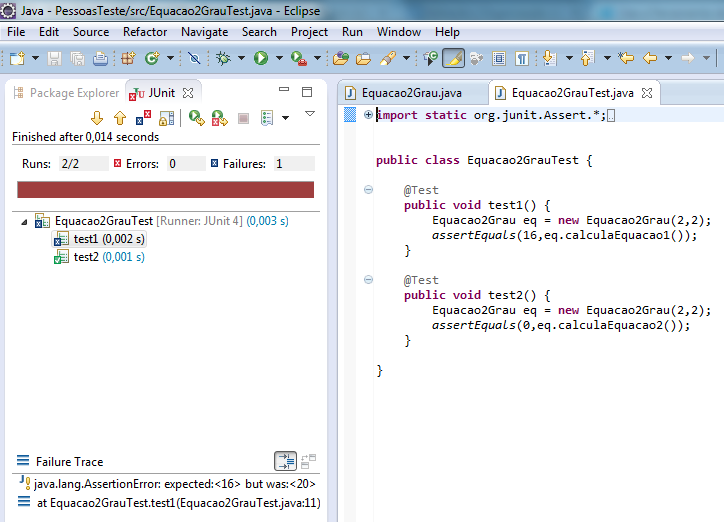 Java - PessoasTeste/src/Equacao2GrauTest.java - Eclipse
File Edit Source Refactor Navigate Search Project Run Window Help
Package Explorer JUnit
Finished after 0,014 seconds
Runs: 2/2 Errors: 0 Failures: 1
Equacao2GrauTest [Runner: JUnit 4] (0,003 s)
test1 (0,002 s)
test2 (0,001 s)
Failure Trace
java.lang.AssertionError: expected:<16> but was:<20>
at Equacao2GrauTest.test1(Equacao2GrauTest.java:11)
Equacao2Grau.java Equacao2GrauTest.java
import static org.junit.Assert.*;
public class Equacao2GrauTest {
@Test
public void test1() {
Equacao2Grau eq = new Equacao2Grau(2,2);
assertEquals(16,eq.calculaEquacao1());
}
@Test
public void test2() {
Equacao2Grau eq = new Equacao2Grau(2,2);
assertEquals(0,eq.calculaEquacao2());
}
}